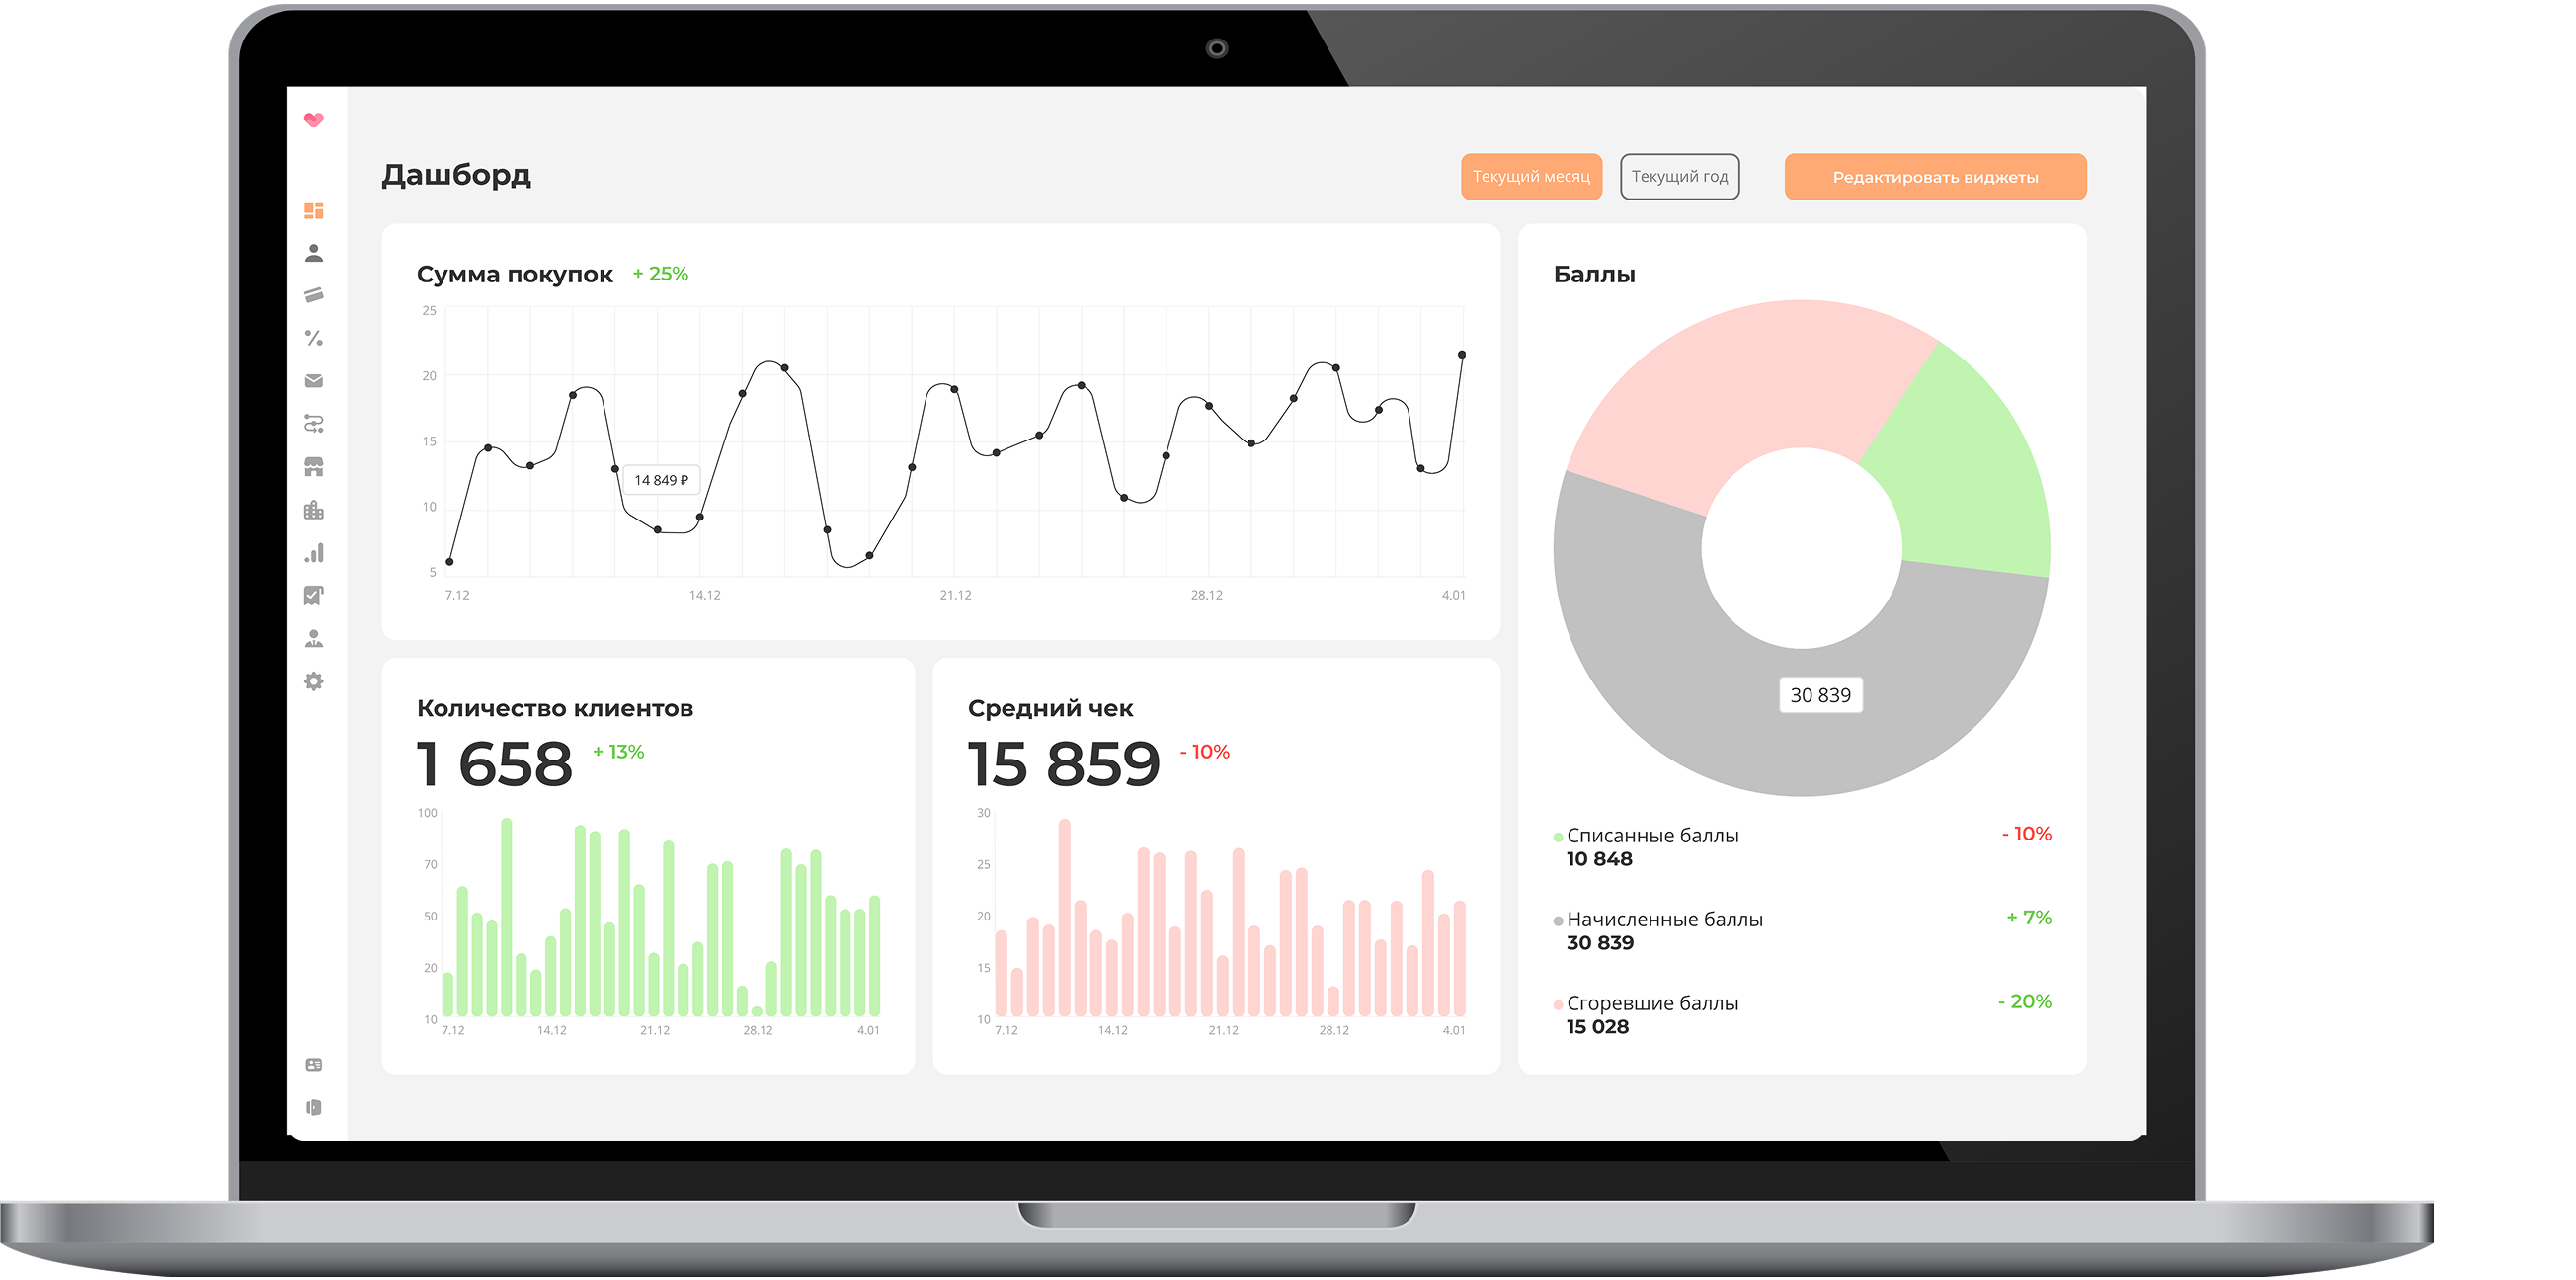 Дашборд
Текущий месяц
Текущий год
Редактировать виджеты
Сумма покупок + 25%
25
20
15
10
5
14 849 ₽
7.12 14.12 21.12 28.12 4.01
Количество клиентов
1 658 + 13%
100
70
50
20
10
7.12 14.12 21.12 28.12 4.01
Средний чек
15 859 - 10%
30
25
20
15
10
7.12 14.12 21.12 28.12 4.01
Баллы
30 839
Списанные баллы - 10%
10 848
Начисленные баллы + 7%
30 839
Сгоревшие баллы - 20%
15 028